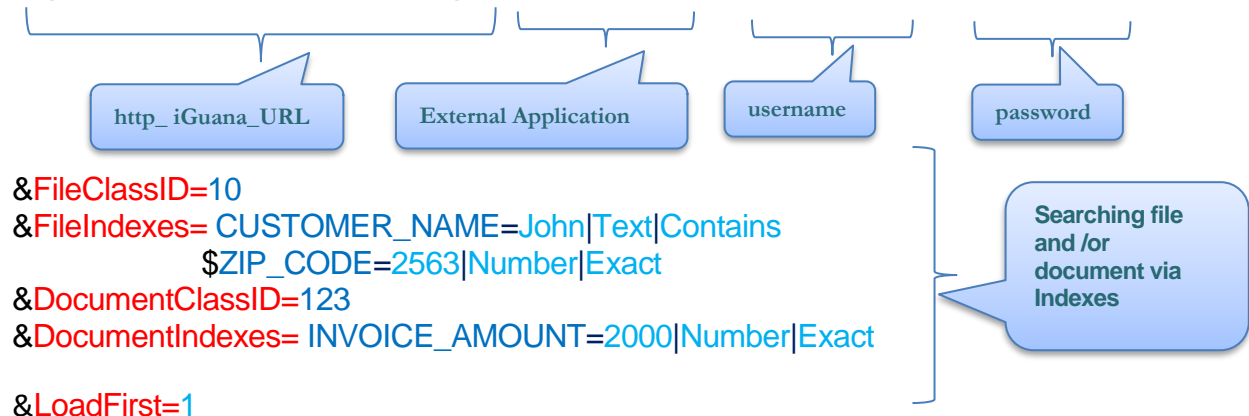 http_ iGuana_URL
External Application
username
password
&FileClassID=10
&FileIndexes= CUSTOMER_NAME=John|Text|Contains
$ZIP_CODE=2563|Number|Exact
&DocumentClassID=123
&DocumentIndexes= INVOICE_AMOUNT=2000|Number|Exact
&LoadFirst=1
Searching file
and /or
document via
Indexes